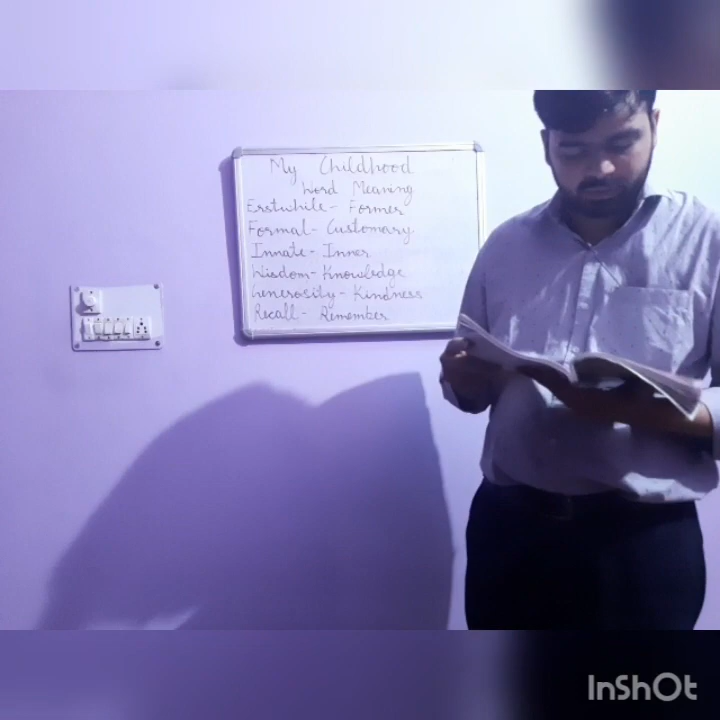 My Childhood
Word Meaning
Erstwhile - Former
Formal - Customary
Innate - Inner
Wisdom - Knowledge
Generosity - Kindness
Recall - Remember
InShOt